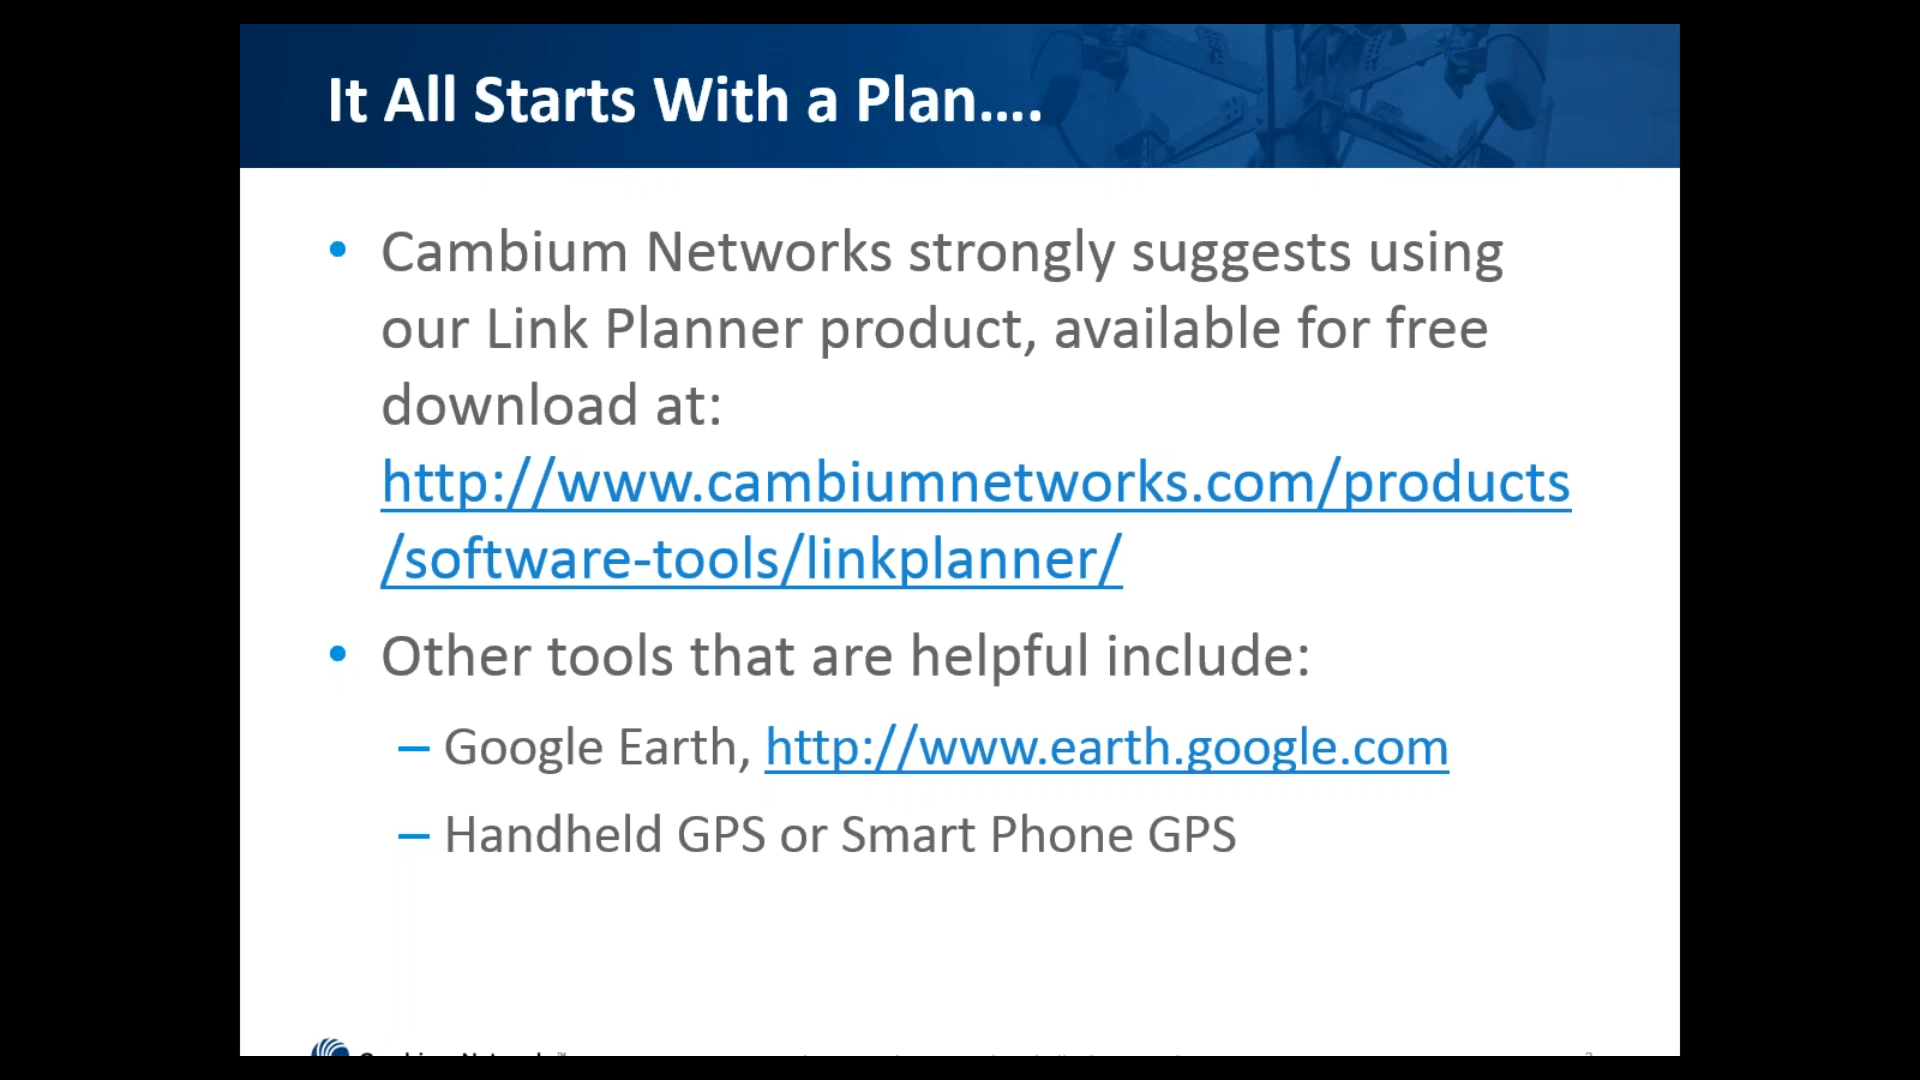 It All Starts With a Plan....
• Cambium Networks strongly suggests using
our Link Planner product, available for free
download at:
http://www.cambiumnetworks.com/products
/software-tools/linkplanner/
• Other tools that are helpful include:
– Google Earth, http://www.earth.google.com
– Handheld GPS or Smart Phone GPS